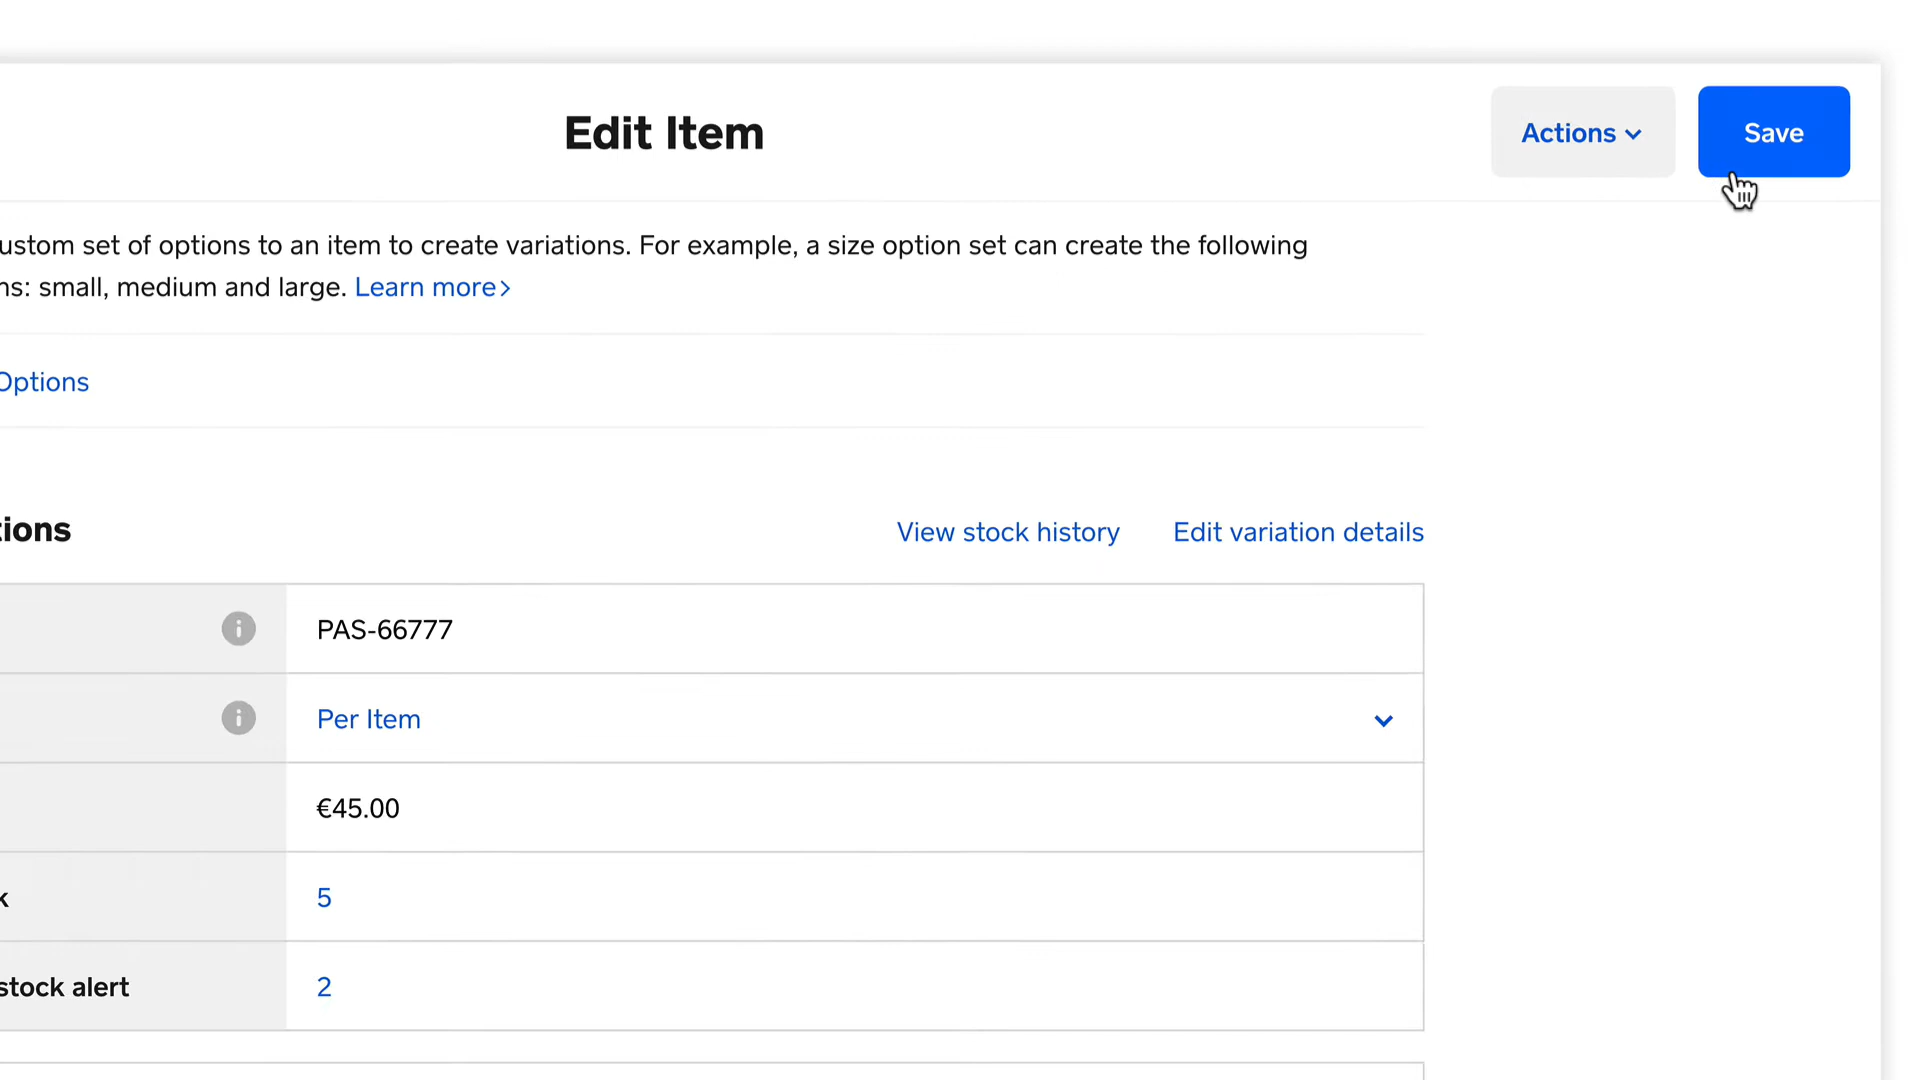 Edit Item
Actions
Save
ustom set of options to an item to create variations. For example, a size option set can create the following
ns: small, medium and large. Learn more
Options
tions
View stock history
Edit variation details
PAS-66777
Per Item
€45.00
k
5
stock alert
2